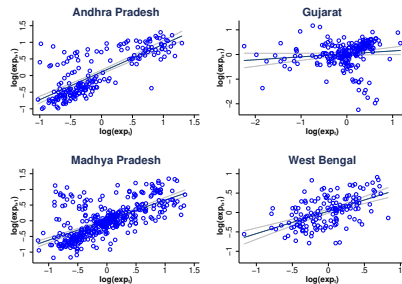 Andhra Pradesh
log(expₜ₊₁)
1.5
1
.5
0
-.5
-1
-1 -.5 0 .5 1 1.5
log(expₜ)
Gujarat
log(expₜ₊₁)
1
0
-1
-2
-2 -1 0 1
log(expₜ)
Madhya Pradesh
log(expₜ₊₁)
1.5
1
.5
0
-.5
-1
-1 -.5 0 .5 1 1.5
log(expₜ)
West Bengal
log(expₜ₊₁)
1
.5
0
-.5
-1
-1 -.5 0 .5 1
log(expₜ)